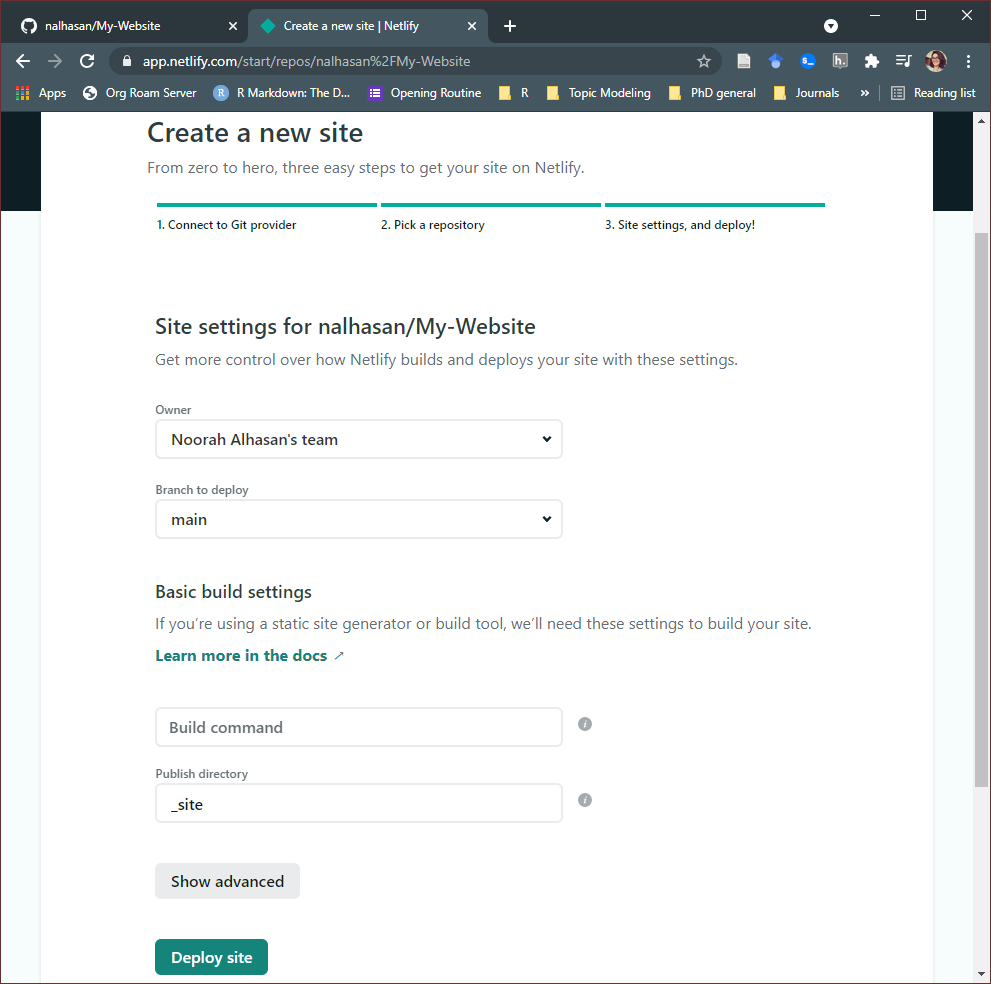 nalhasan/My-Website
Create a new site | Netlify
app.netlify.com/start/repos/nalhasan%2FMy-Website
Apps Org Roam Server R Markdown: The D... Opening Routine R Topic Modeling PhD general Journals » Reading list
Create a new site
From zero to hero, three easy steps to get your site on Netlify.
1. Connect to Git provider 2. Pick a repository 3. Site settings, and deploy!
Site settings for nalhasan/My-Website
Get more control over how Netlify builds and deploys your site with these settings.
Owner
Noorah Alhasan's team
Branch to deploy
main
Basic build settings
If you’re using a static site generator or build tool, we’ll need these settings to build your site.
Learn more in the docs
Build command
Publish directory
_site
Show advanced
Deploy site